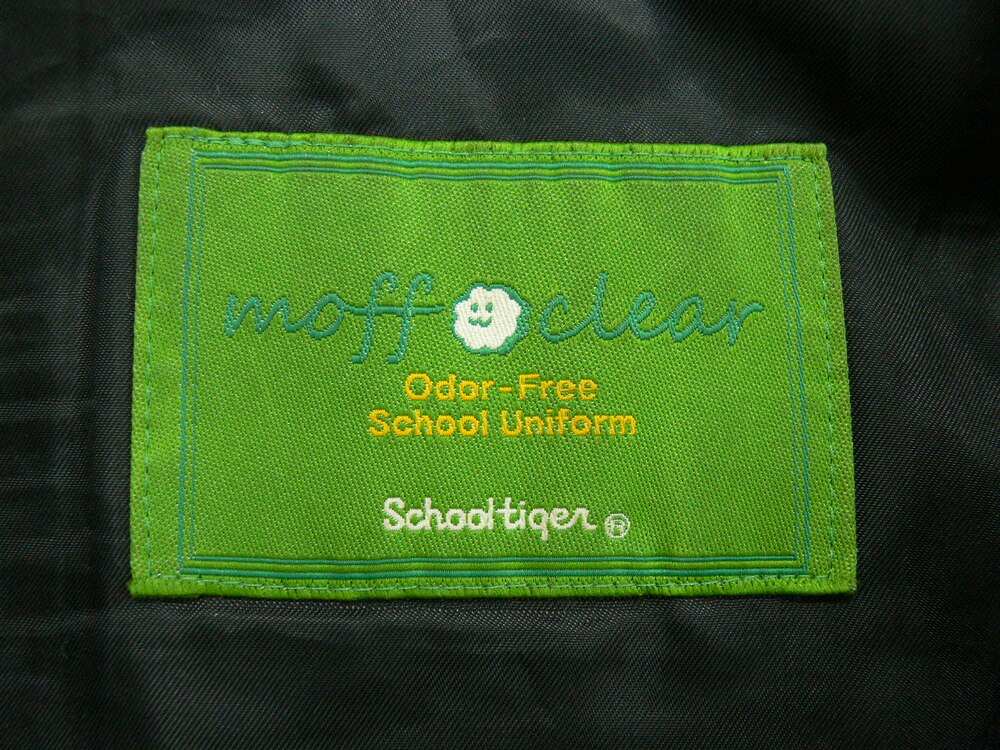 moff clear
Odor-Free
School Uniform
Schooltiger ®